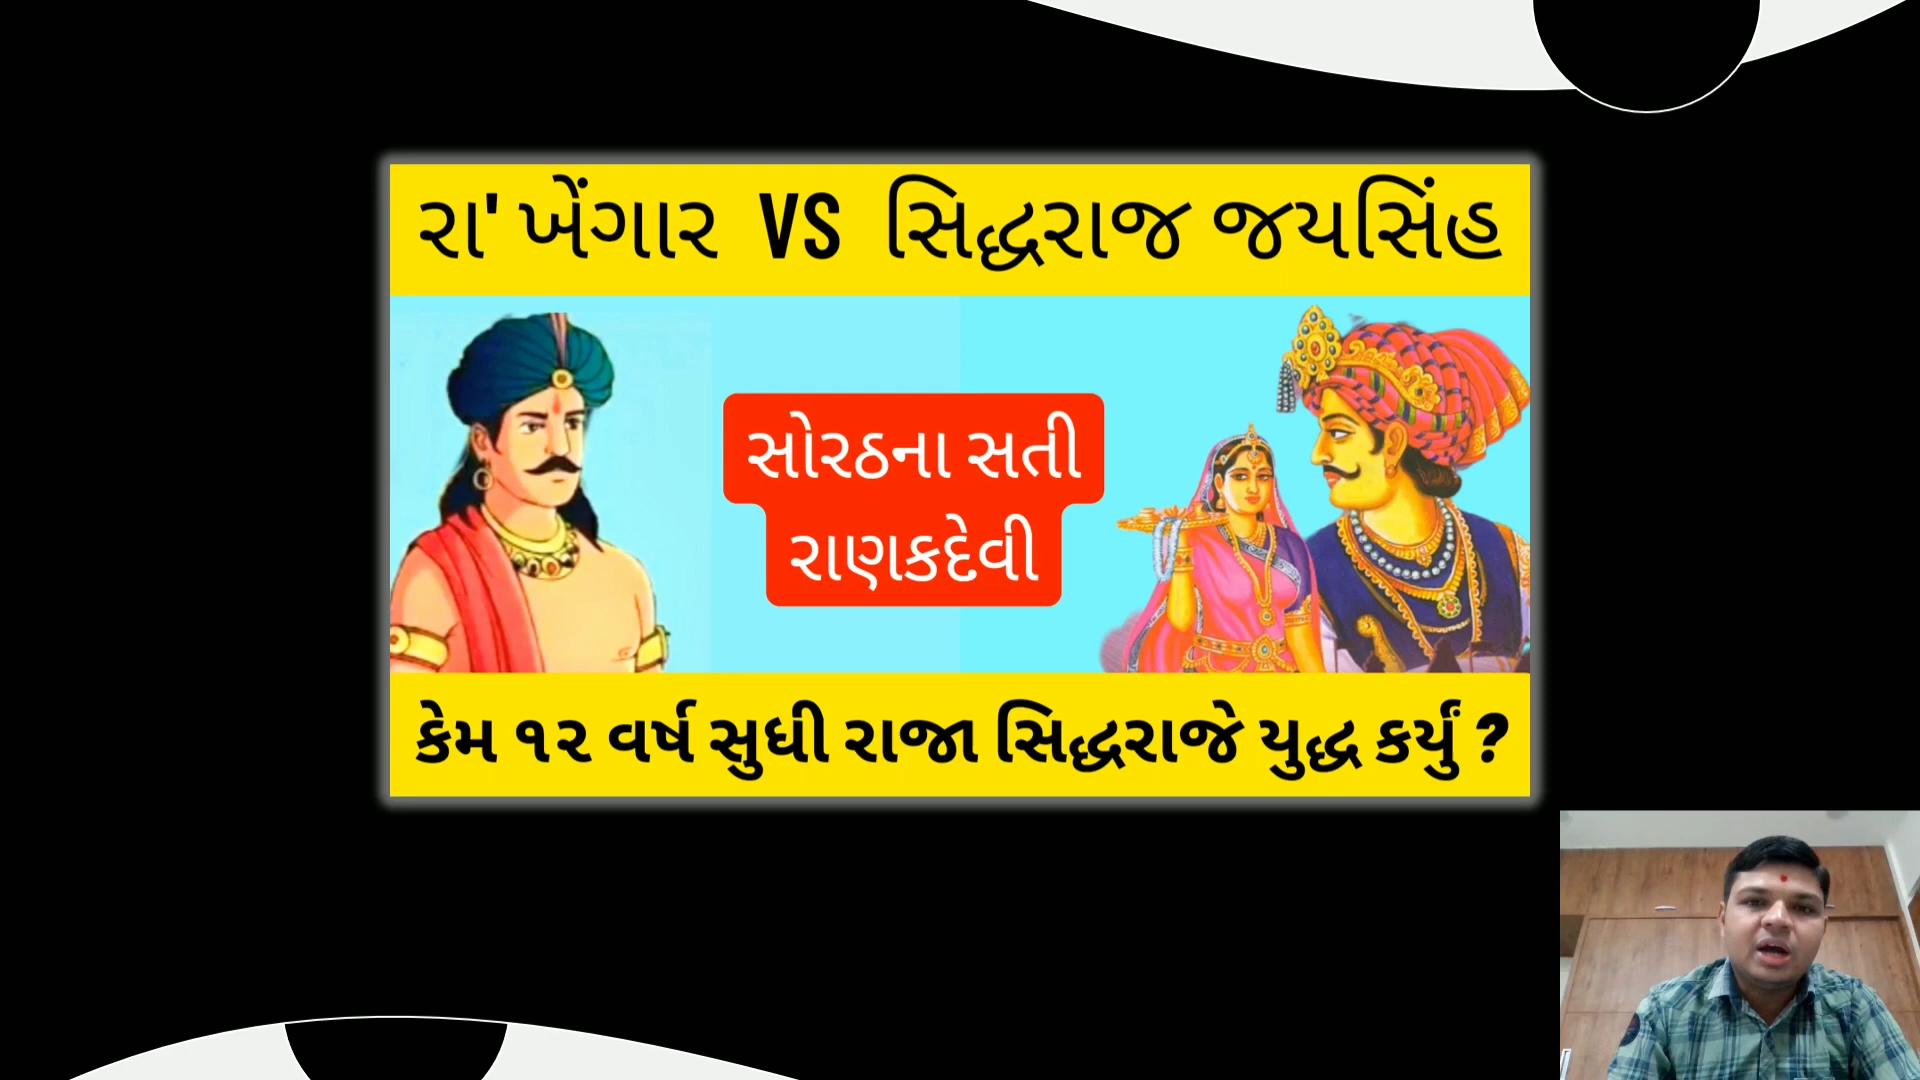 રા' ખેંગાર VS સિદ્ધરાજ જયસિંહ
સોરઠના સતી
રાણકદેવી
કેમ ૧૨ વર્ષ સુધી રાજા સિદ્ધરાજે યુદ્ધ કર્યું ?